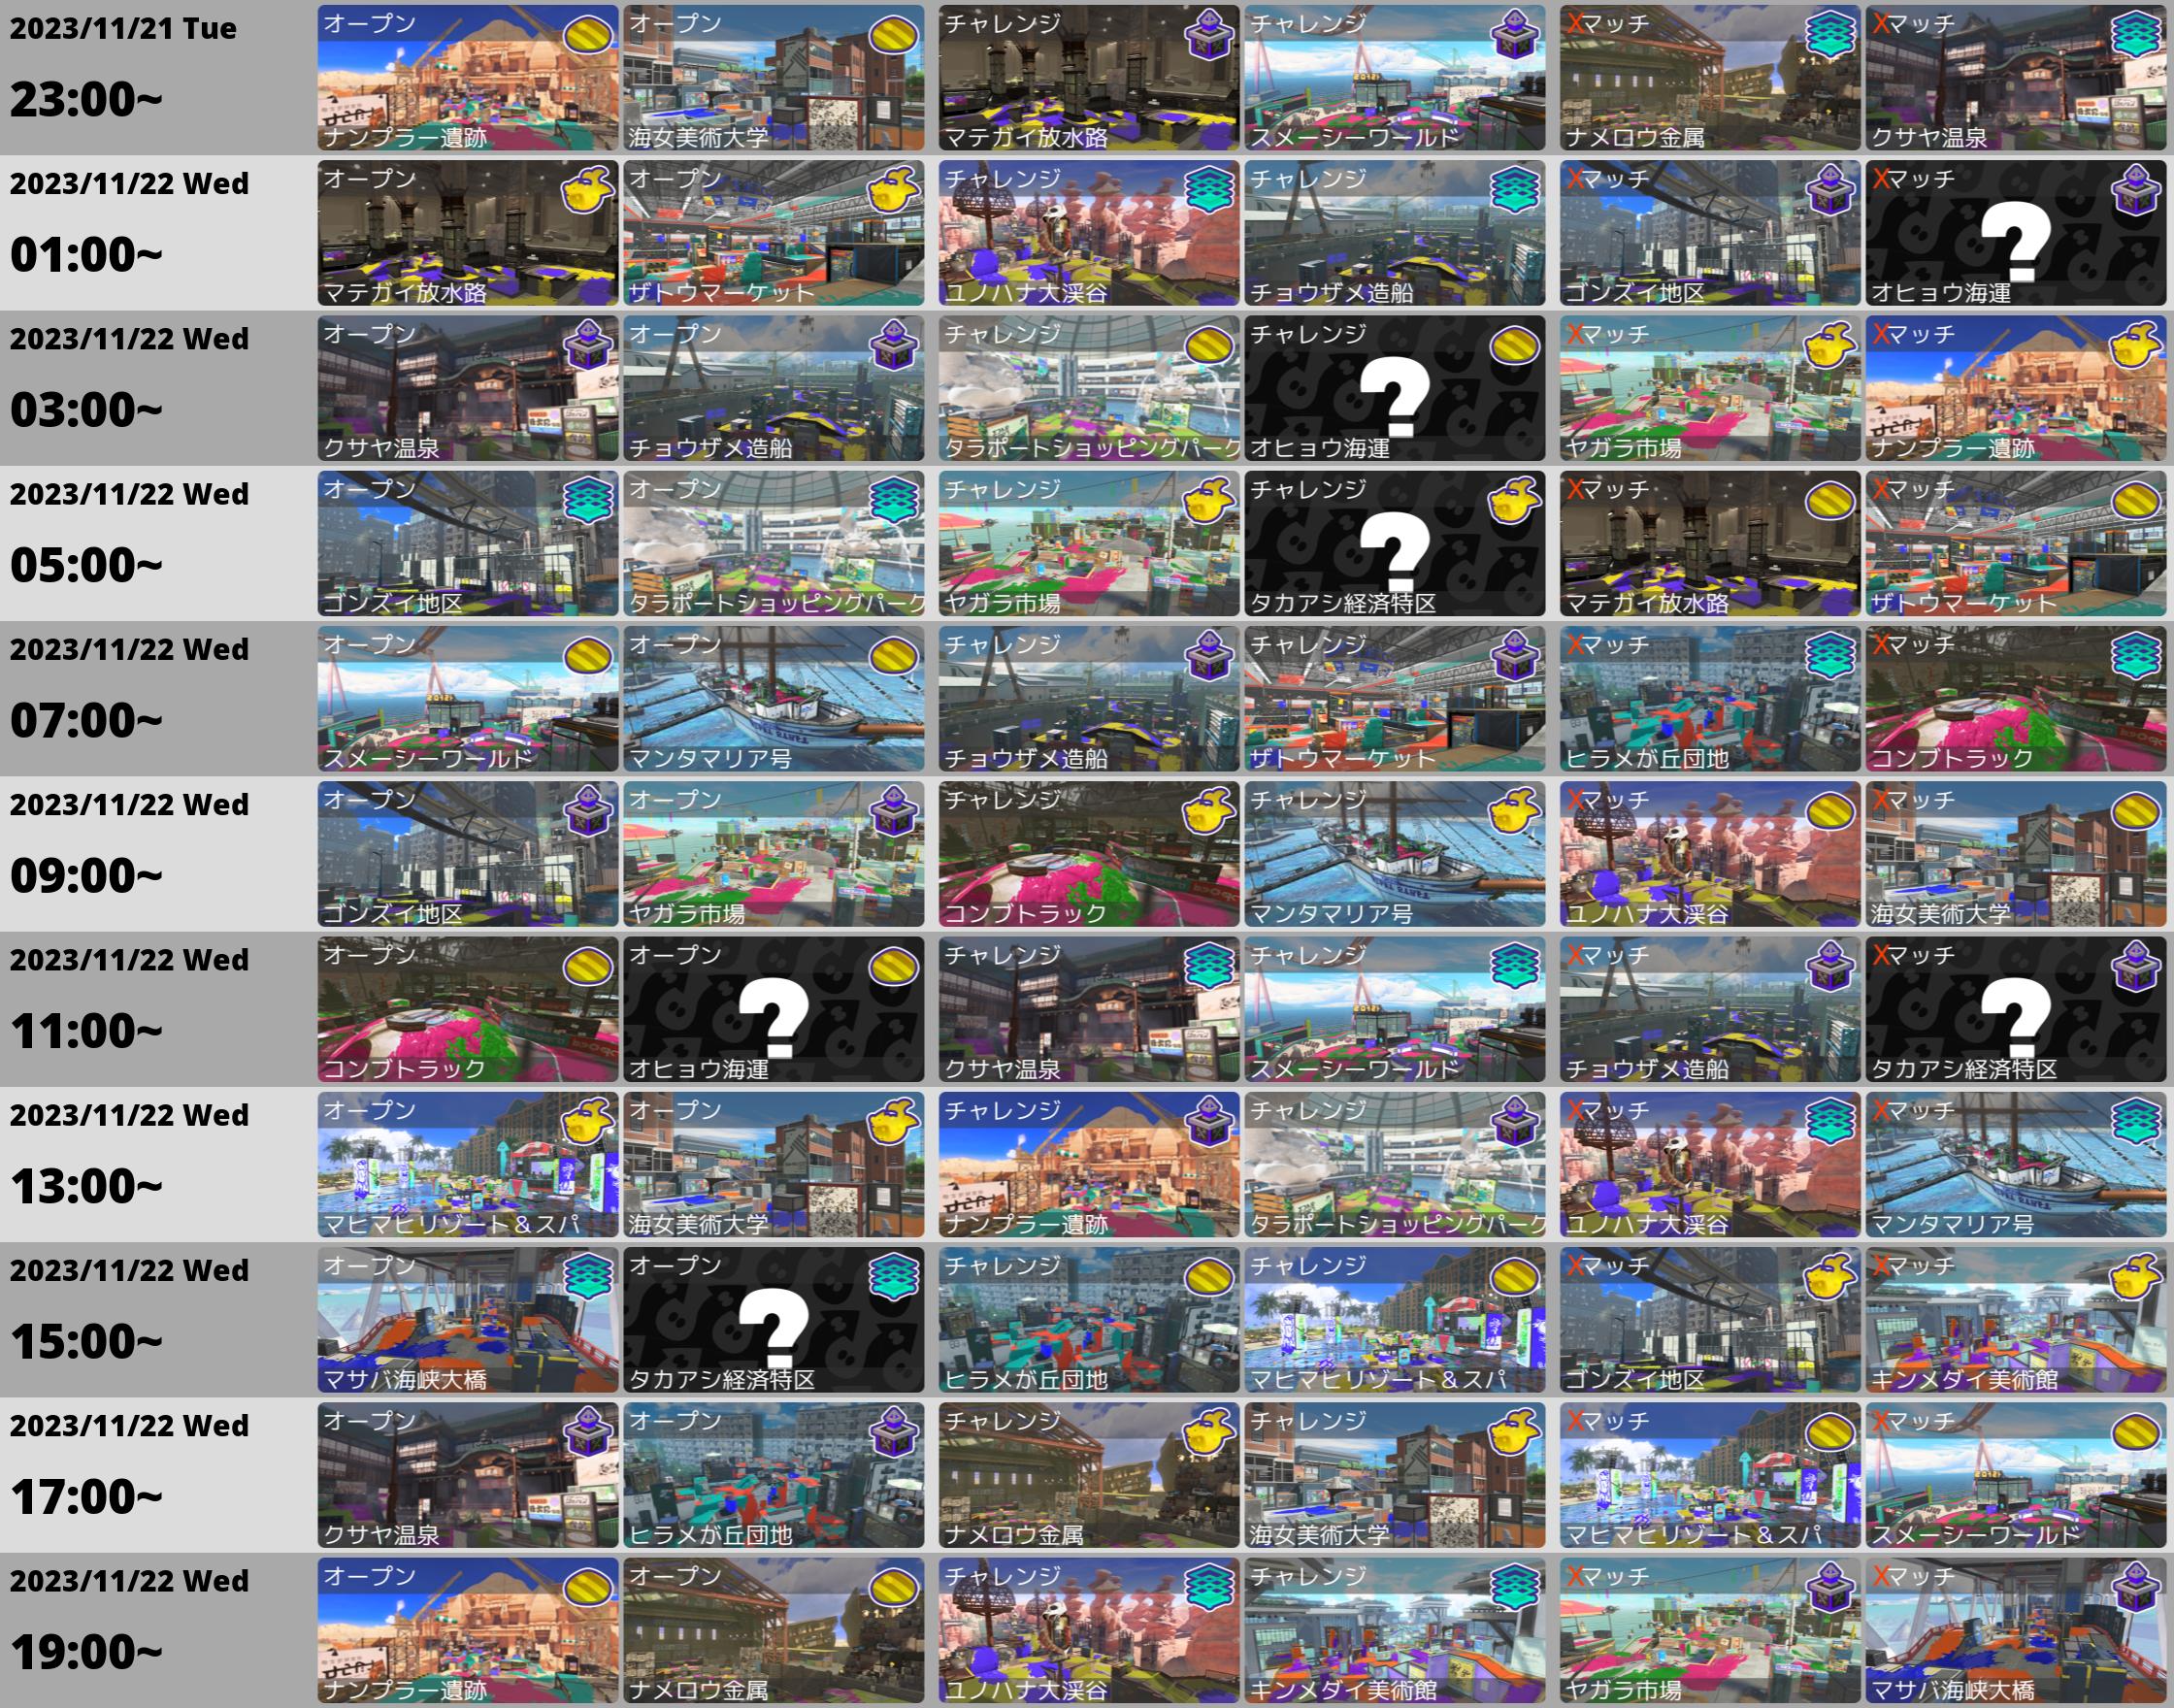 2023/11/21 Tue
23:00~
オープン オープン チャレンジ チャレンジ Xマッチ Xマッチ
ナンプラー遺跡 海女美術大学 マテガイ放水路 スメーシーワールド ナメロウ金属 クサヤ温泉
2023/11/22 Wed
01:00~
オープン オープン チャレンジ チャレンジ Xマッチ Xマッチ
マテガイ放水路 ザトウマーケット ユノハナ大渓谷 チョウザメ造船 ゴンズイ地区 オヒョウ海運
2023/11/22 Wed
03:00~
オープン オープン チャレンジ チャレンジ Xマッチ Xマッチ
クサヤ温泉 チョウザメ造船 タラポートショッピングパーク オヒョウ海運 ヤガラ市場 ナンプラー遺跡
2023/11/22 Wed
05:00~
オープン オープン チャレンジ チャレンジ Xマッチ Xマッチ
ゴンズイ地区 タラポートショッピングパーク ヤガラ市場 タカアシ経済特区 マテガイ放水路 ザトウマーケット
2023/11/22 Wed
07:00~
オープン オープン チャレンジ チャレンジ Xマッチ Xマッチ
スメーシーワールド マンタマリア号 チョウザメ造船 ザトウマーケット ヒラメが丘団地 コンブトラック
2023/11/22 Wed
09:00~
オープン オープン チャレンジ チャレンジ Xマッチ Xマッチ
ゴンズイ地区 ヤガラ市場 コンブトラック マンタマリア号 ユノハナ大渓谷 海女美術大学
2023/11/22 Wed
11:00~
オープン オープン チャレンジ チャレンジ Xマッチ Xマッチ
コンブトラック オヒョウ海運 クサヤ温泉 スメーシーワールド チョウザメ造船 タカアシ経済特区
2023/11/22 Wed
13:00~
オープン オープン チャレンジ チャレンジ Xマッチ Xマッチ
マヒマヒリゾート＆スパ 海女美術大学 ナンプラー遺跡 タラポートショッピングパーク ユノハナ大渓谷 マンタマリア号
2023/11/22 Wed
15:00~
オープン オープン チャレンジ チャレンジ Xマッチ Xマッチ
マサバ海峡大橋 タカアシ経済特区 ヒラメが丘団地 マヒマヒリゾート＆スパ ゴンズイ地区 キンメダイ美術館
2023/11/22 Wed
17:00~
オープン オープン チャレンジ チャレンジ Xマッチ Xマッチ
クサヤ温泉 ヒラメが丘団地 ナメロウ金属 海女美術大学 マヒマヒリゾート＆スパ スメーシーワールド
2023/11/22 Wed
19:00~
オープン オープン チャレンジ チャレンジ Xマッチ Xマッチ
ナンプラー遺跡 ナメロウ金属 ユノハナ大渓谷 キンメダイ美術館 ヤガラ市場 マサバ海峡大橋